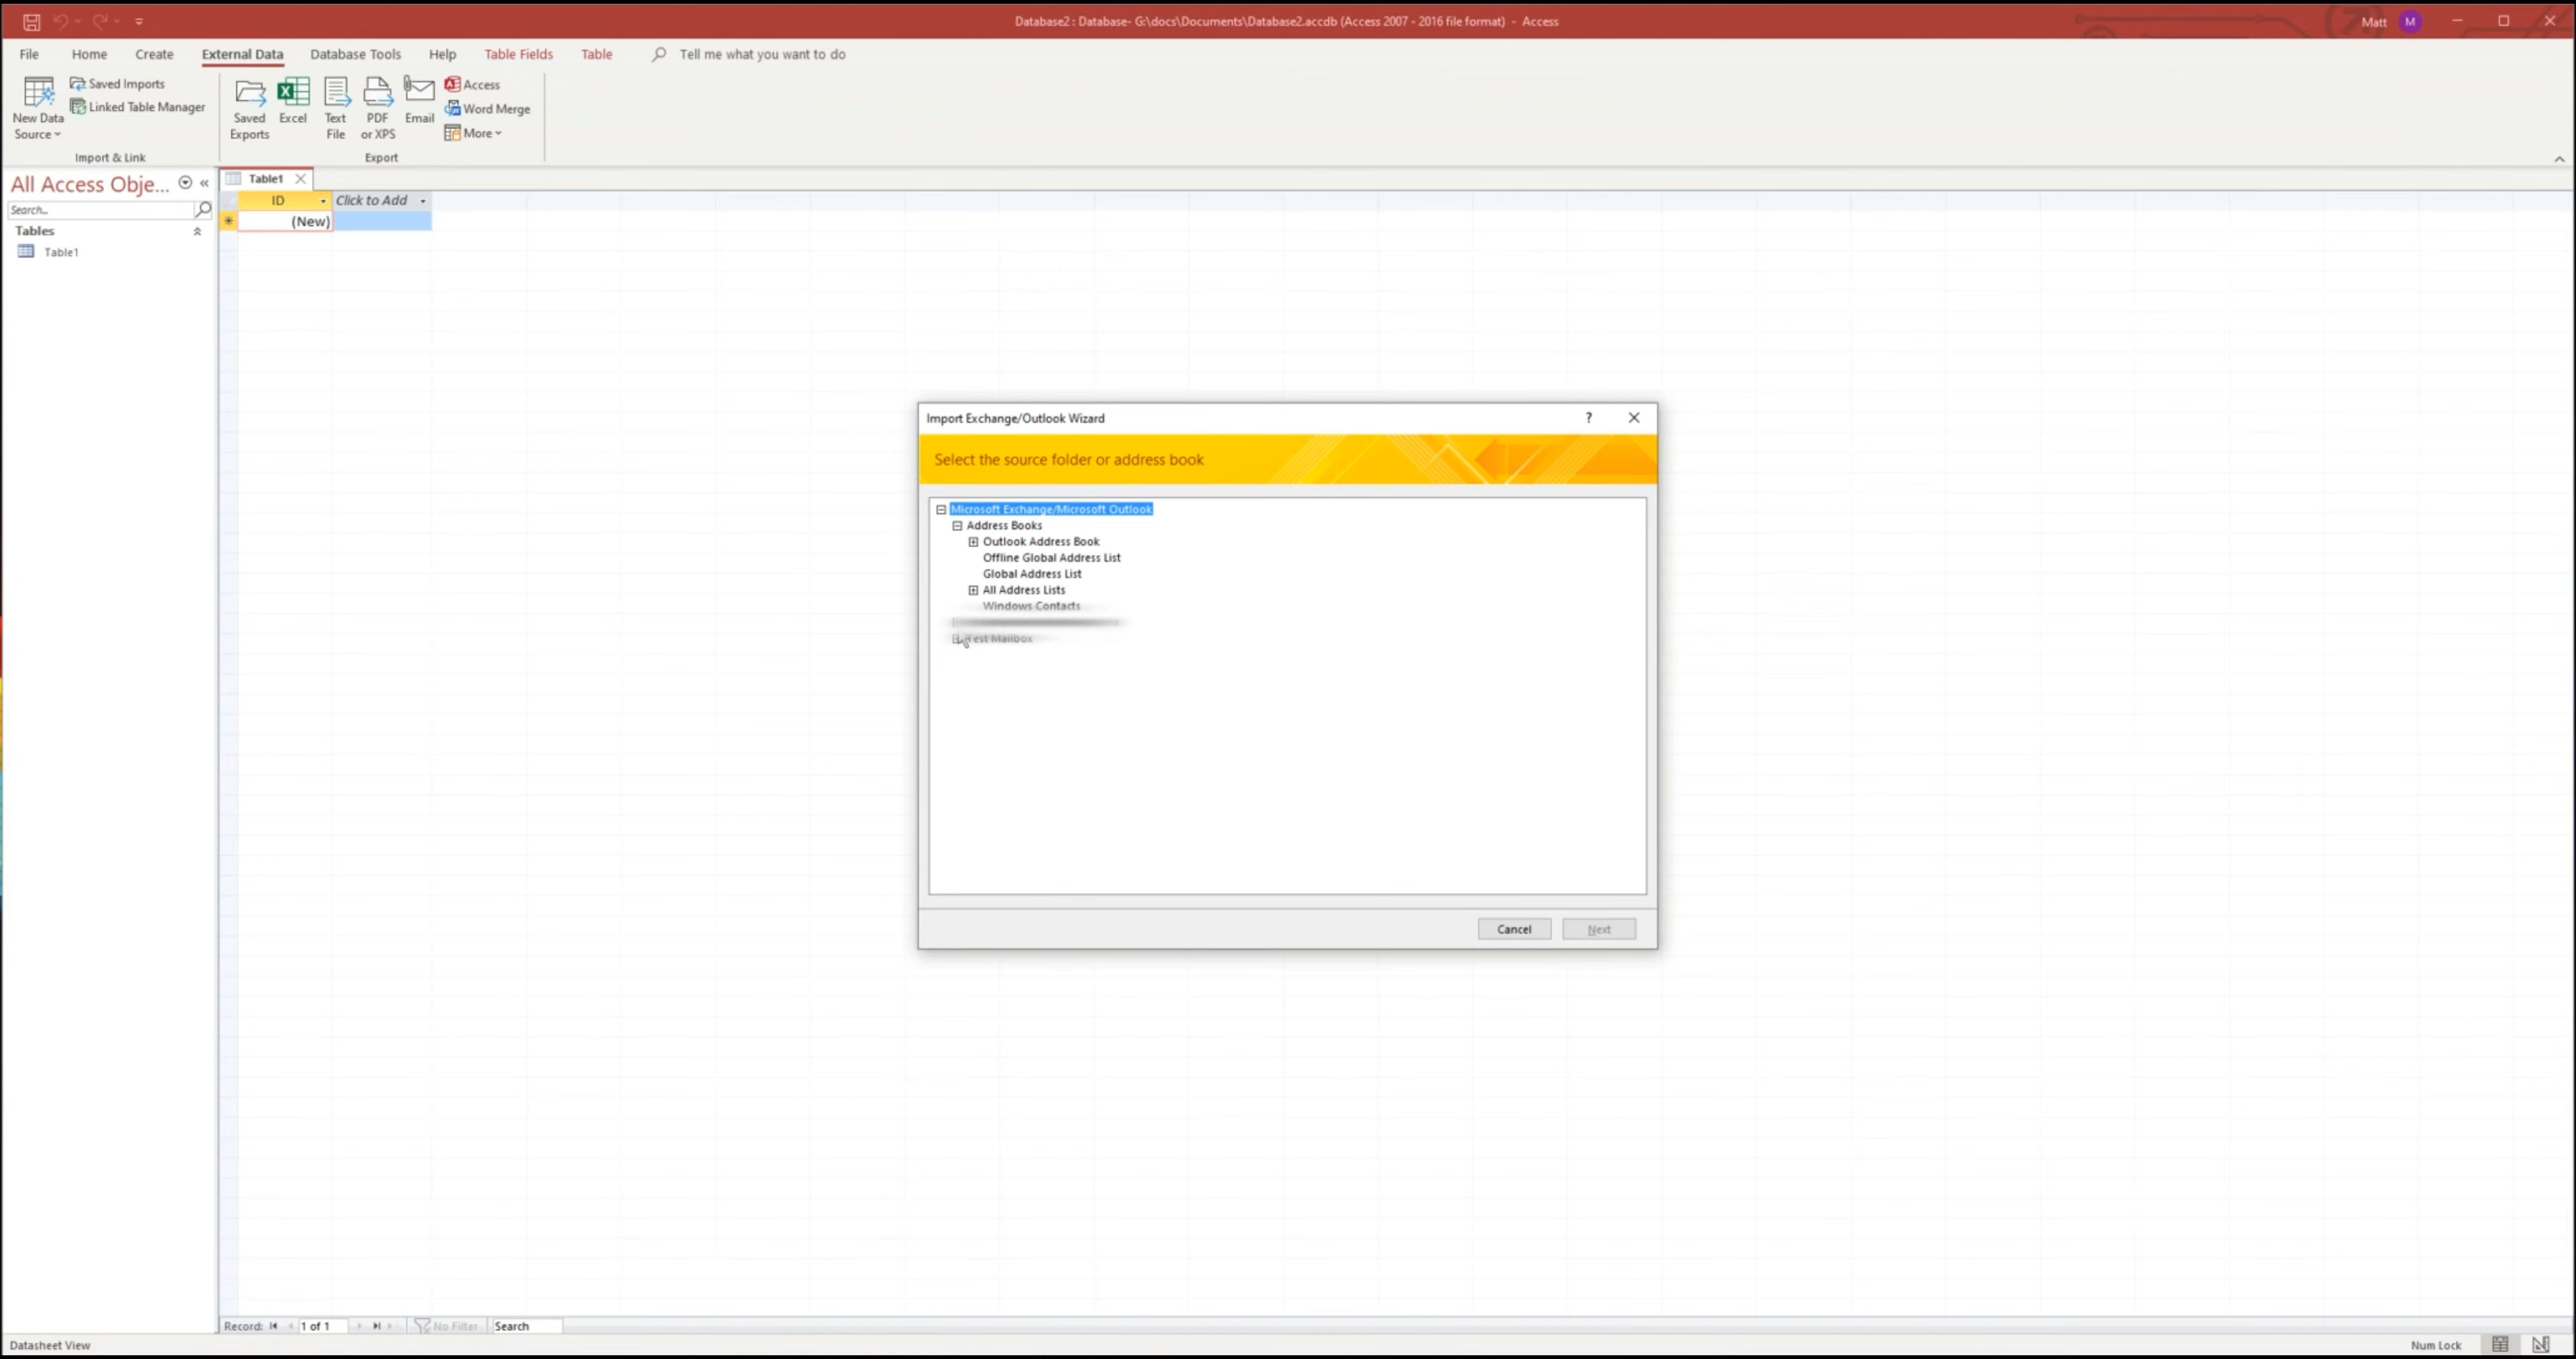 Database2 : Database- G:\docs\Documents\Database2.accdb (Access 2007 - 2016 file format) - Access
Matt M
File Home Create External Data Database Tools Help Table Fields Table Tell me what you want to do
New Data Source
Saved Imports
Linked Table Manager
Import & Link
Saved Exports
Excel
Text File
PDF or XPS
Email
Access
Word Merge
More
Export
All Access Obje...
Search...
Tables
Table1
Table1
ID Click to Add
(New)
Import Exchange/Outlook Wizard ?
Select the source folder or address book
Microsoft Exchange/Microsoft Outlook
Address Books
Outlook Address Book
Offline Global Address List
Global Address List
All Address Lists
Windows Contacts
Test Mailbox
Cancel Next
Record: 1 of 1 No Filter Search
Datasheet View Num Lock